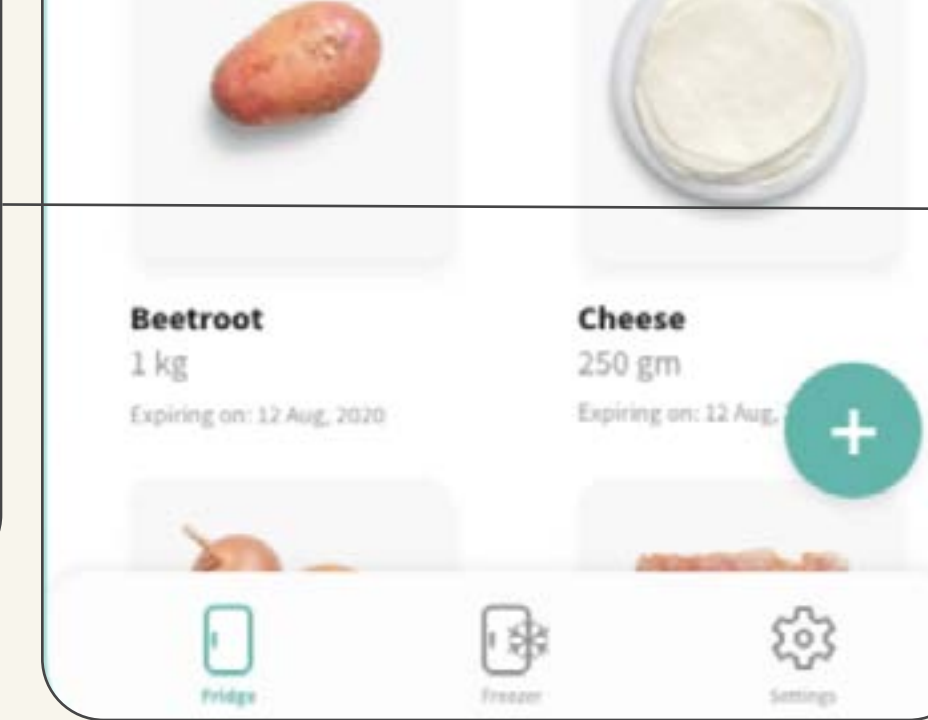 Beetroot
1 kg
Expiring on: 12 Aug, 2020
Cheese
250 gm
Expiring on: 12 Aug,
+
Fridge
Freezer
Settings